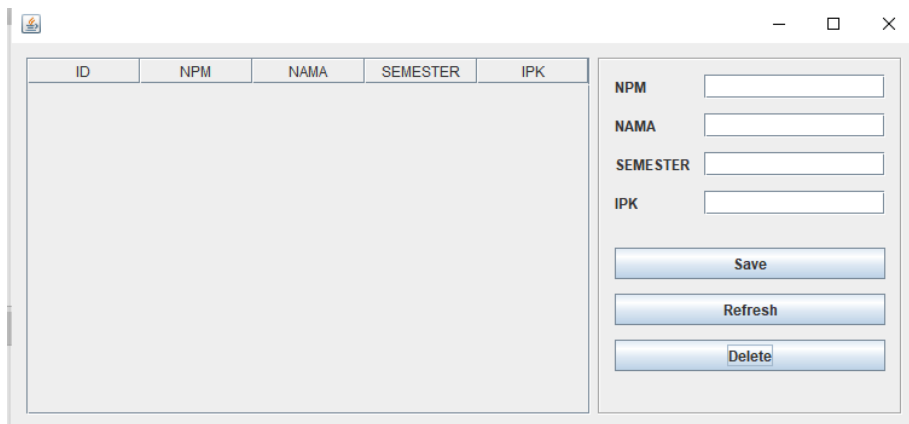 ID NPM NAMA SEMESTER IPK
NPM
NAMA
SEMESTER
IPK
Save
Refresh
Delete